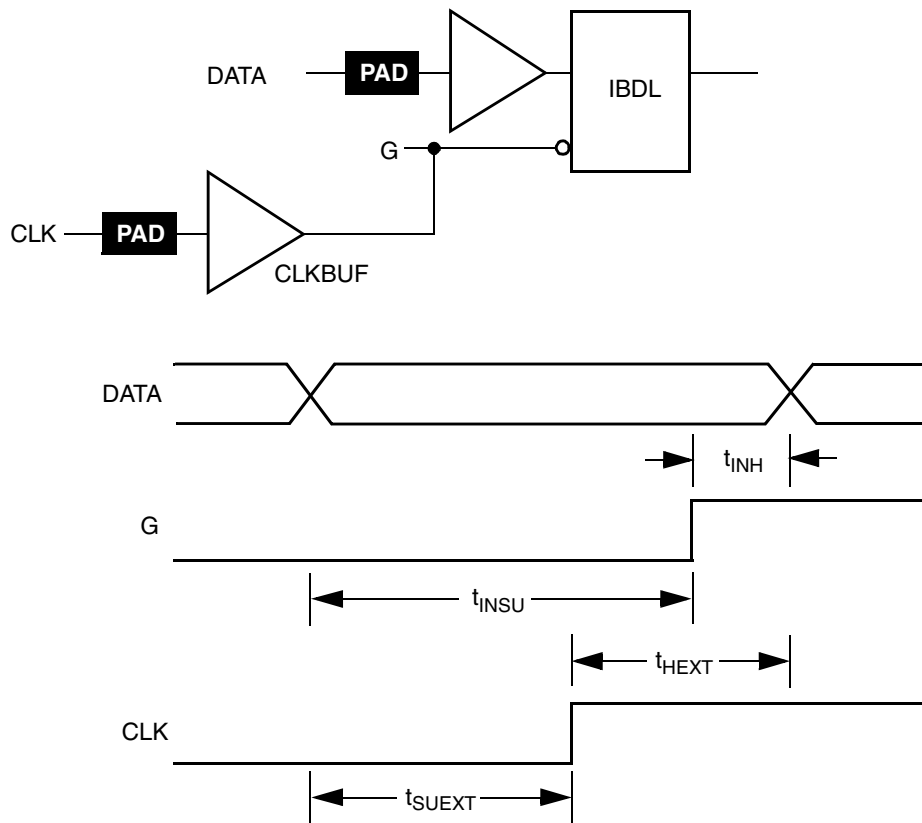 DATA
PAD
IBDL
G
CLK
PAD
CLKBUF
DATA
tINH
G
tINSU
tHEXT
CLK
tSUEXT